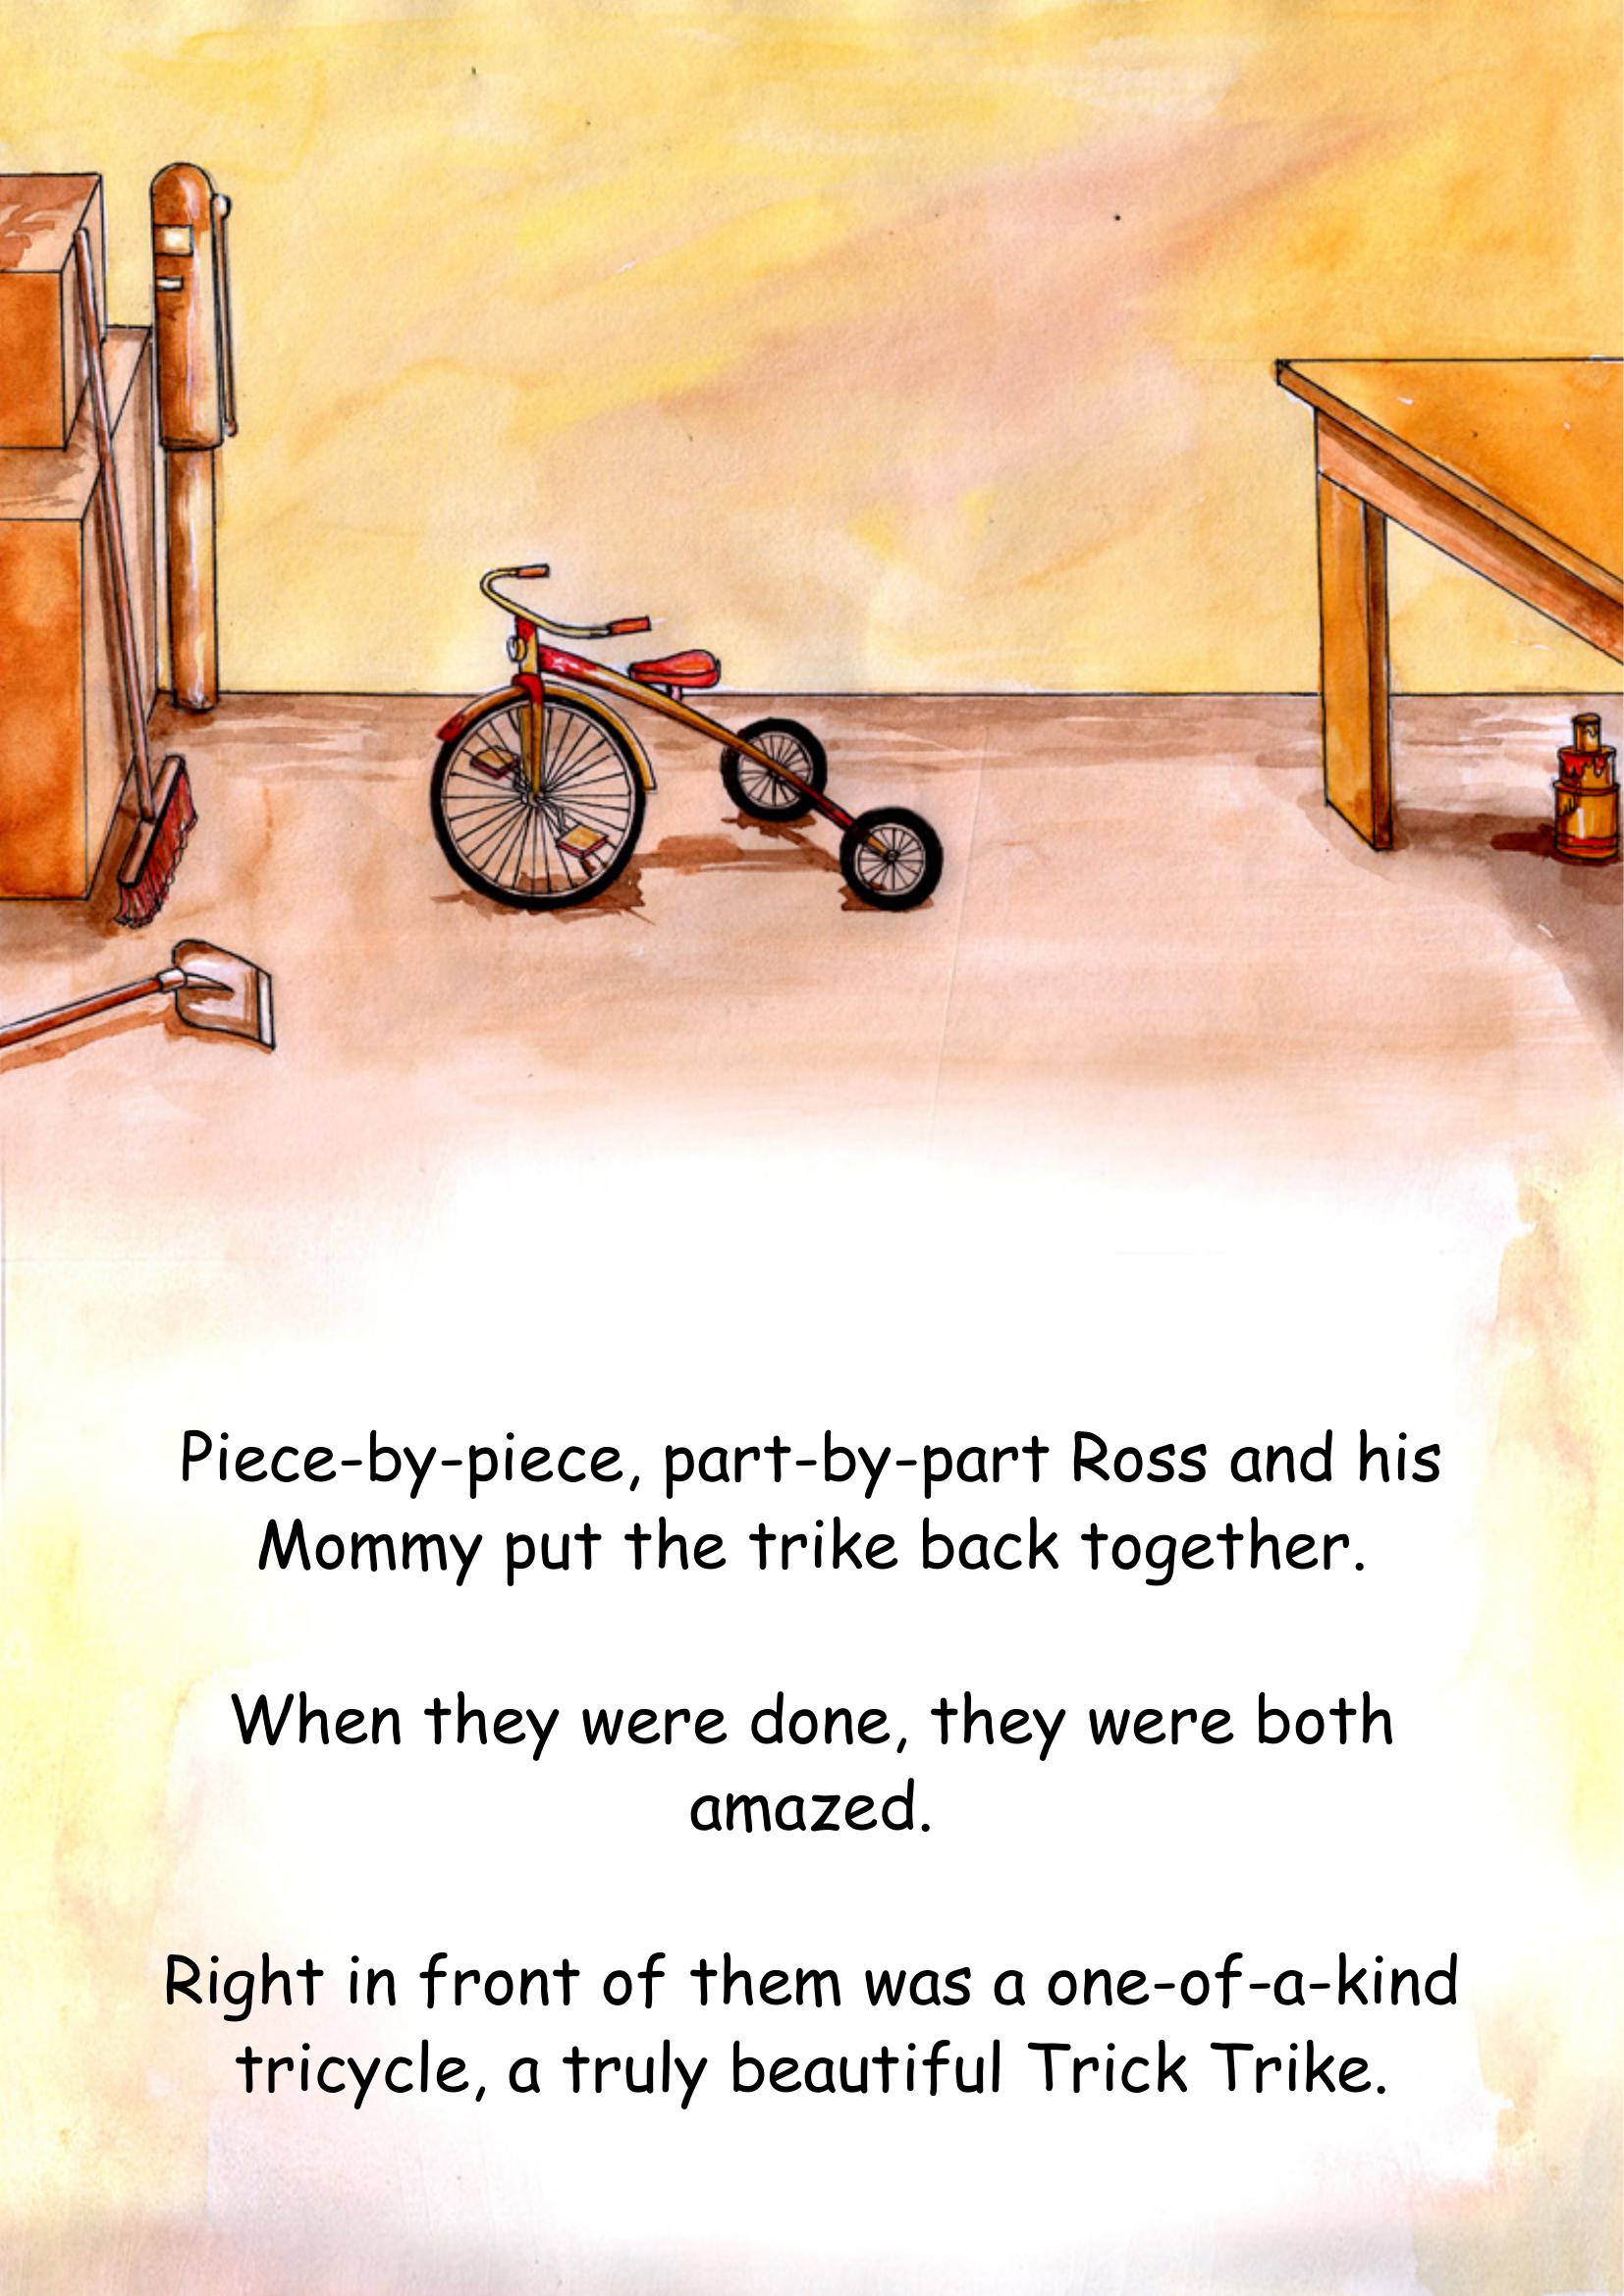 Piece-by-piece, part-by-part Ross and his
Mommy put the trike back together.
When they were done, they were both
amazed.
Right in front of them was a one-of-a-kind
tricycle, a truly beautiful Trick Trike.